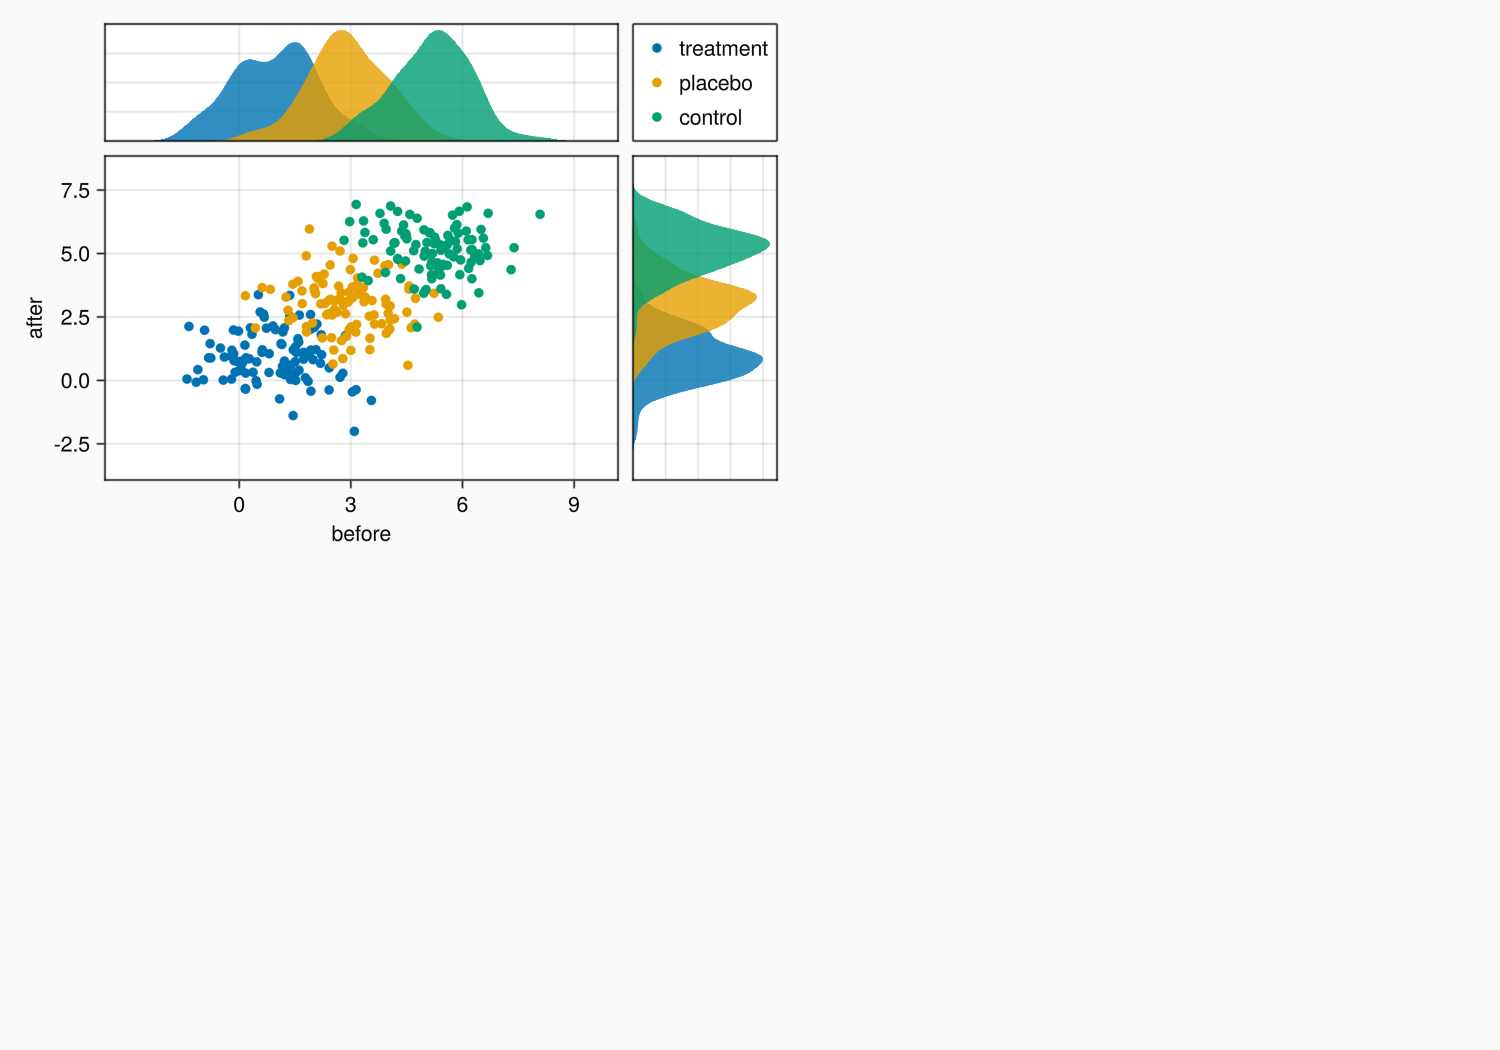 treatment
placebo
control
7.5
5.0
2.5
0.0
-2.5
after
0 3 6 9
before